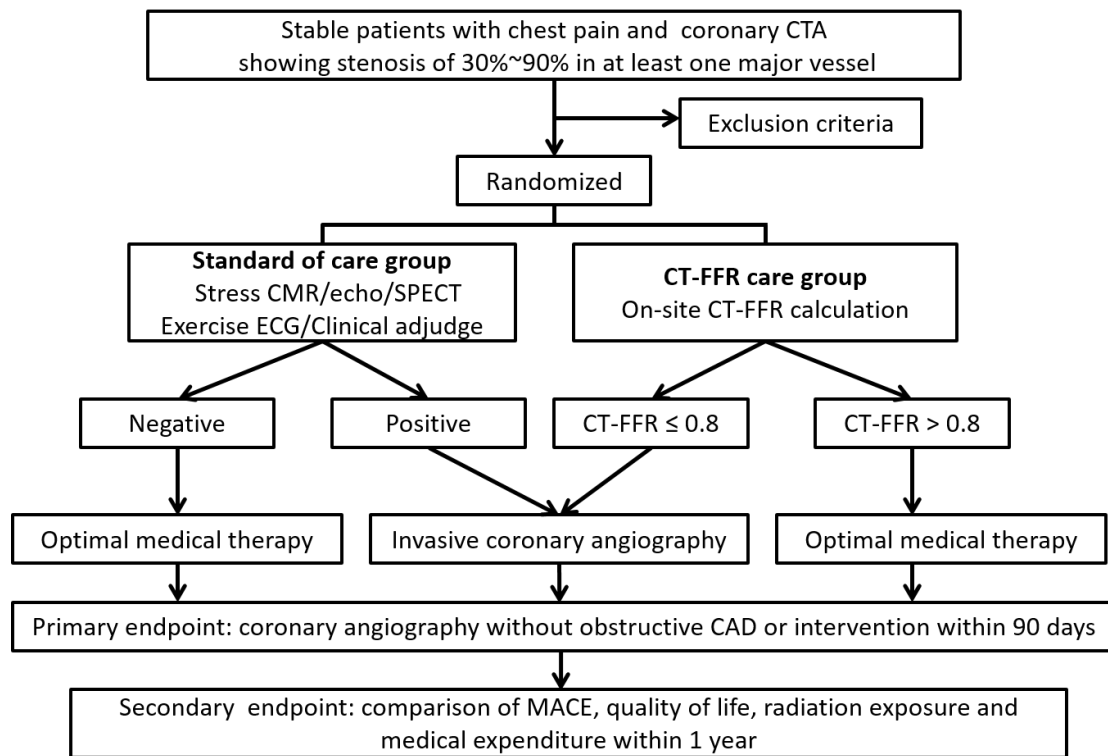 Stable patients with chest pain and coronary CTA
showing stenosis of 30%~90% in at least one major vessel
Exclusion criteria
Randomized
Standard of care group
Stress CMR/echo/SPECT
Exercise ECG/Clinical adjudge
CT-FFR care group
On-site CT-FFR calculation
Negative
Positive
CT-FFR ≤ 0.8
CT-FFR > 0.8
Optimal medical therapy
Invasive coronary angiography
Optimal medical therapy
Primary endpoint: coronary angiography without obstructive CAD or intervention within 90 days
Secondary endpoint: comparison of MACE, quality of life, radiation exposure and
medical expenditure within 1 year